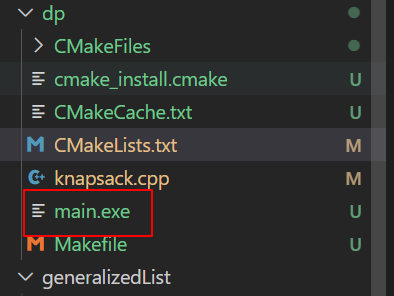 dp
CMakeFiles
cmake_install.cmake U
CMakeCache.txt U
M CMakeLists.txt M
C++ knapsack.cpp M
main.exe U
M Makefile U
generalizedList